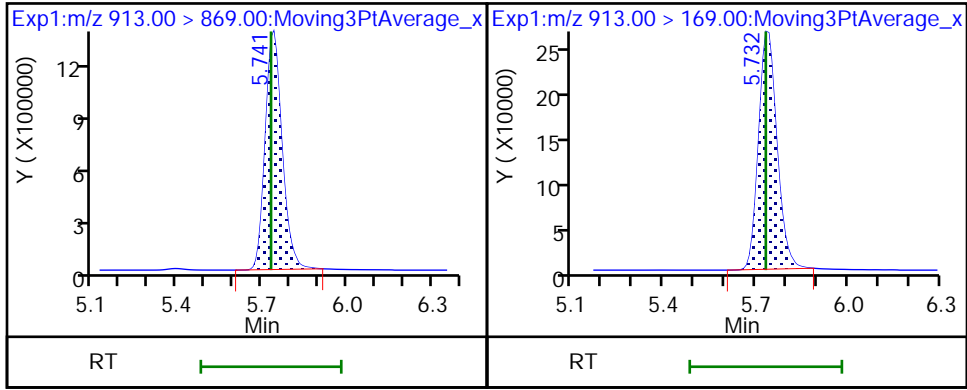 Exp1:m/z 913.00 > 869.00:Moving3PtAverage_x
Y ( X100000)
12
9
6
3
0
5.741
5.1 5.4 5.7 6.0 6.3
Min
RT
Exp1:m/z 913.00 > 169.00:Moving3PtAverage_x
Y ( X10000)
25
20
15
10
5
0
5.732
5.1 5.4 5.7 6.0 6.3
Min
RT